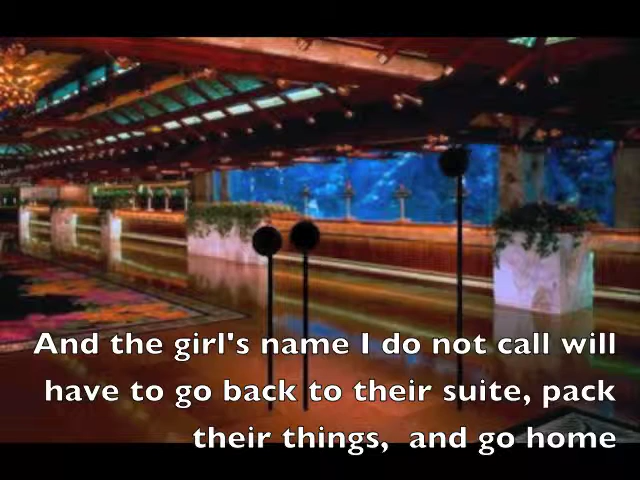 And the girl's name I do not call will
have to go back to their suite, pack
their things,  and go home